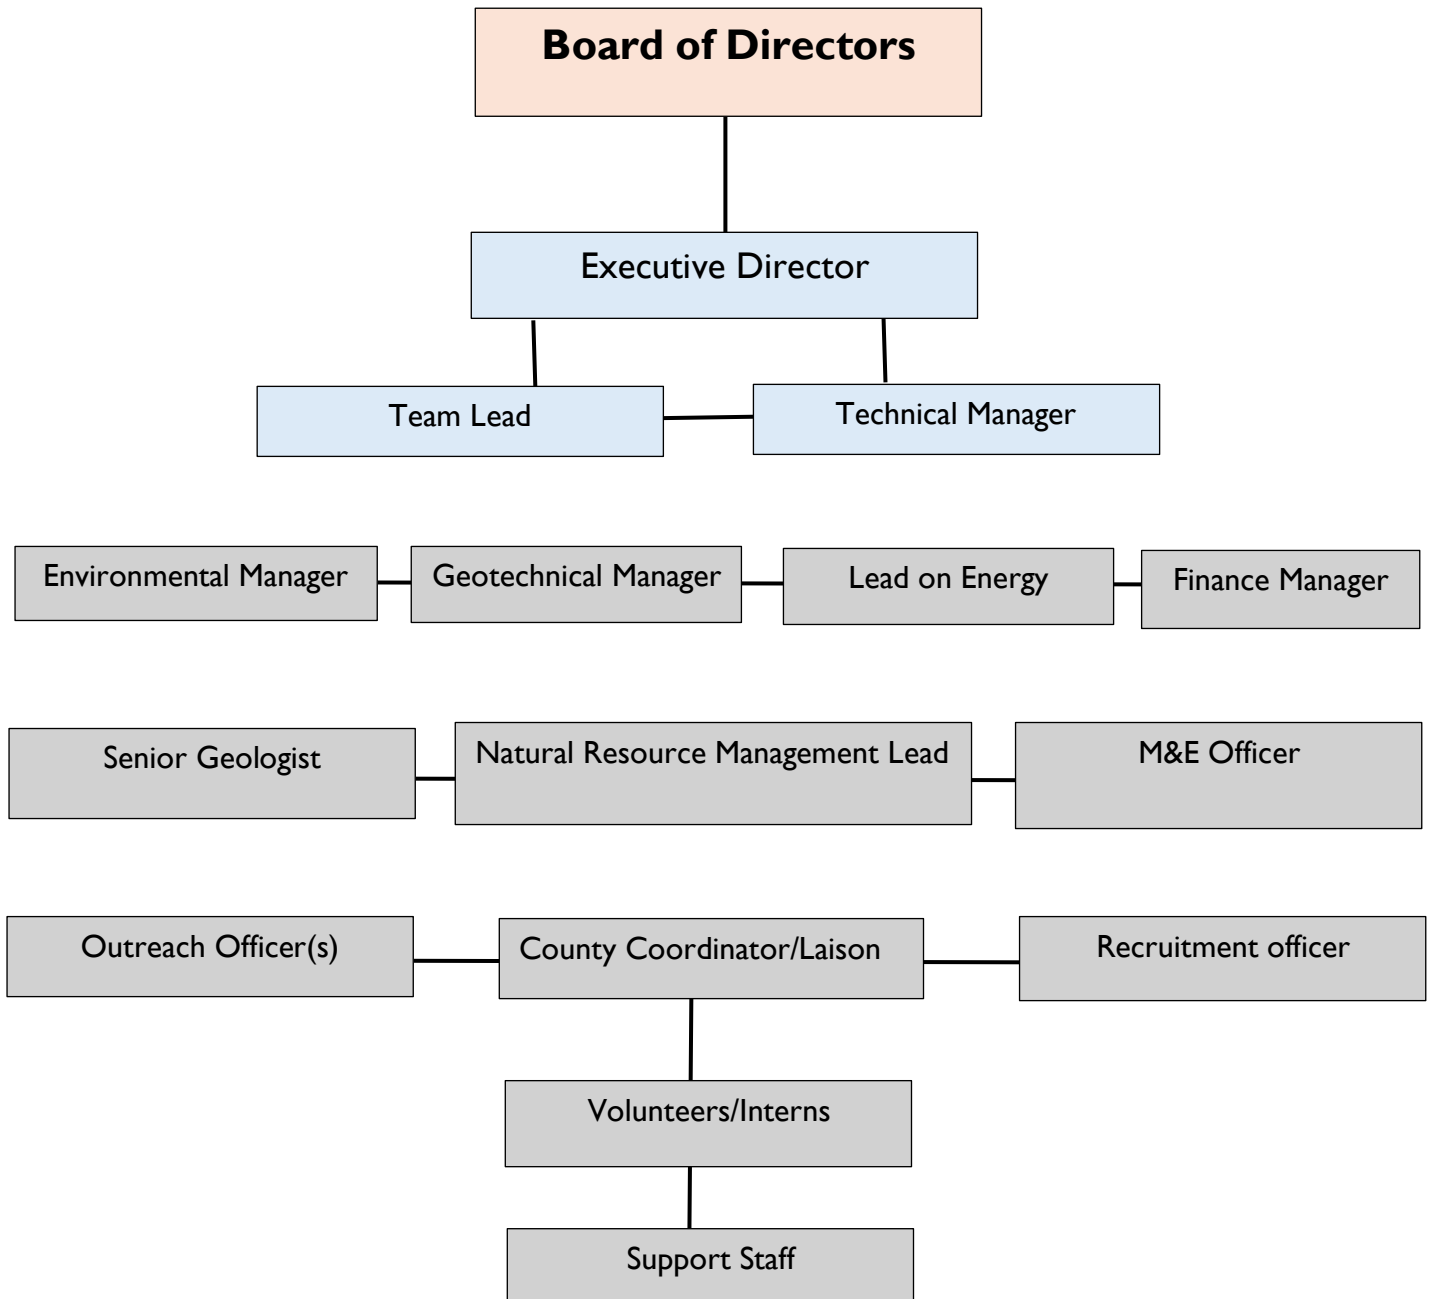 Board of Directors
Executive Director
Team Lead
Technical Manager
Environmental Manager
Geotechnical Manager
Lead on Energy
Finance Manager
Senior Geologist
Natural Resource Management Lead
M&E Officer
Outreach Officer(s)
County Coordinator/Laison
Recruitment officer
Volunteers/Interns
Support Staff